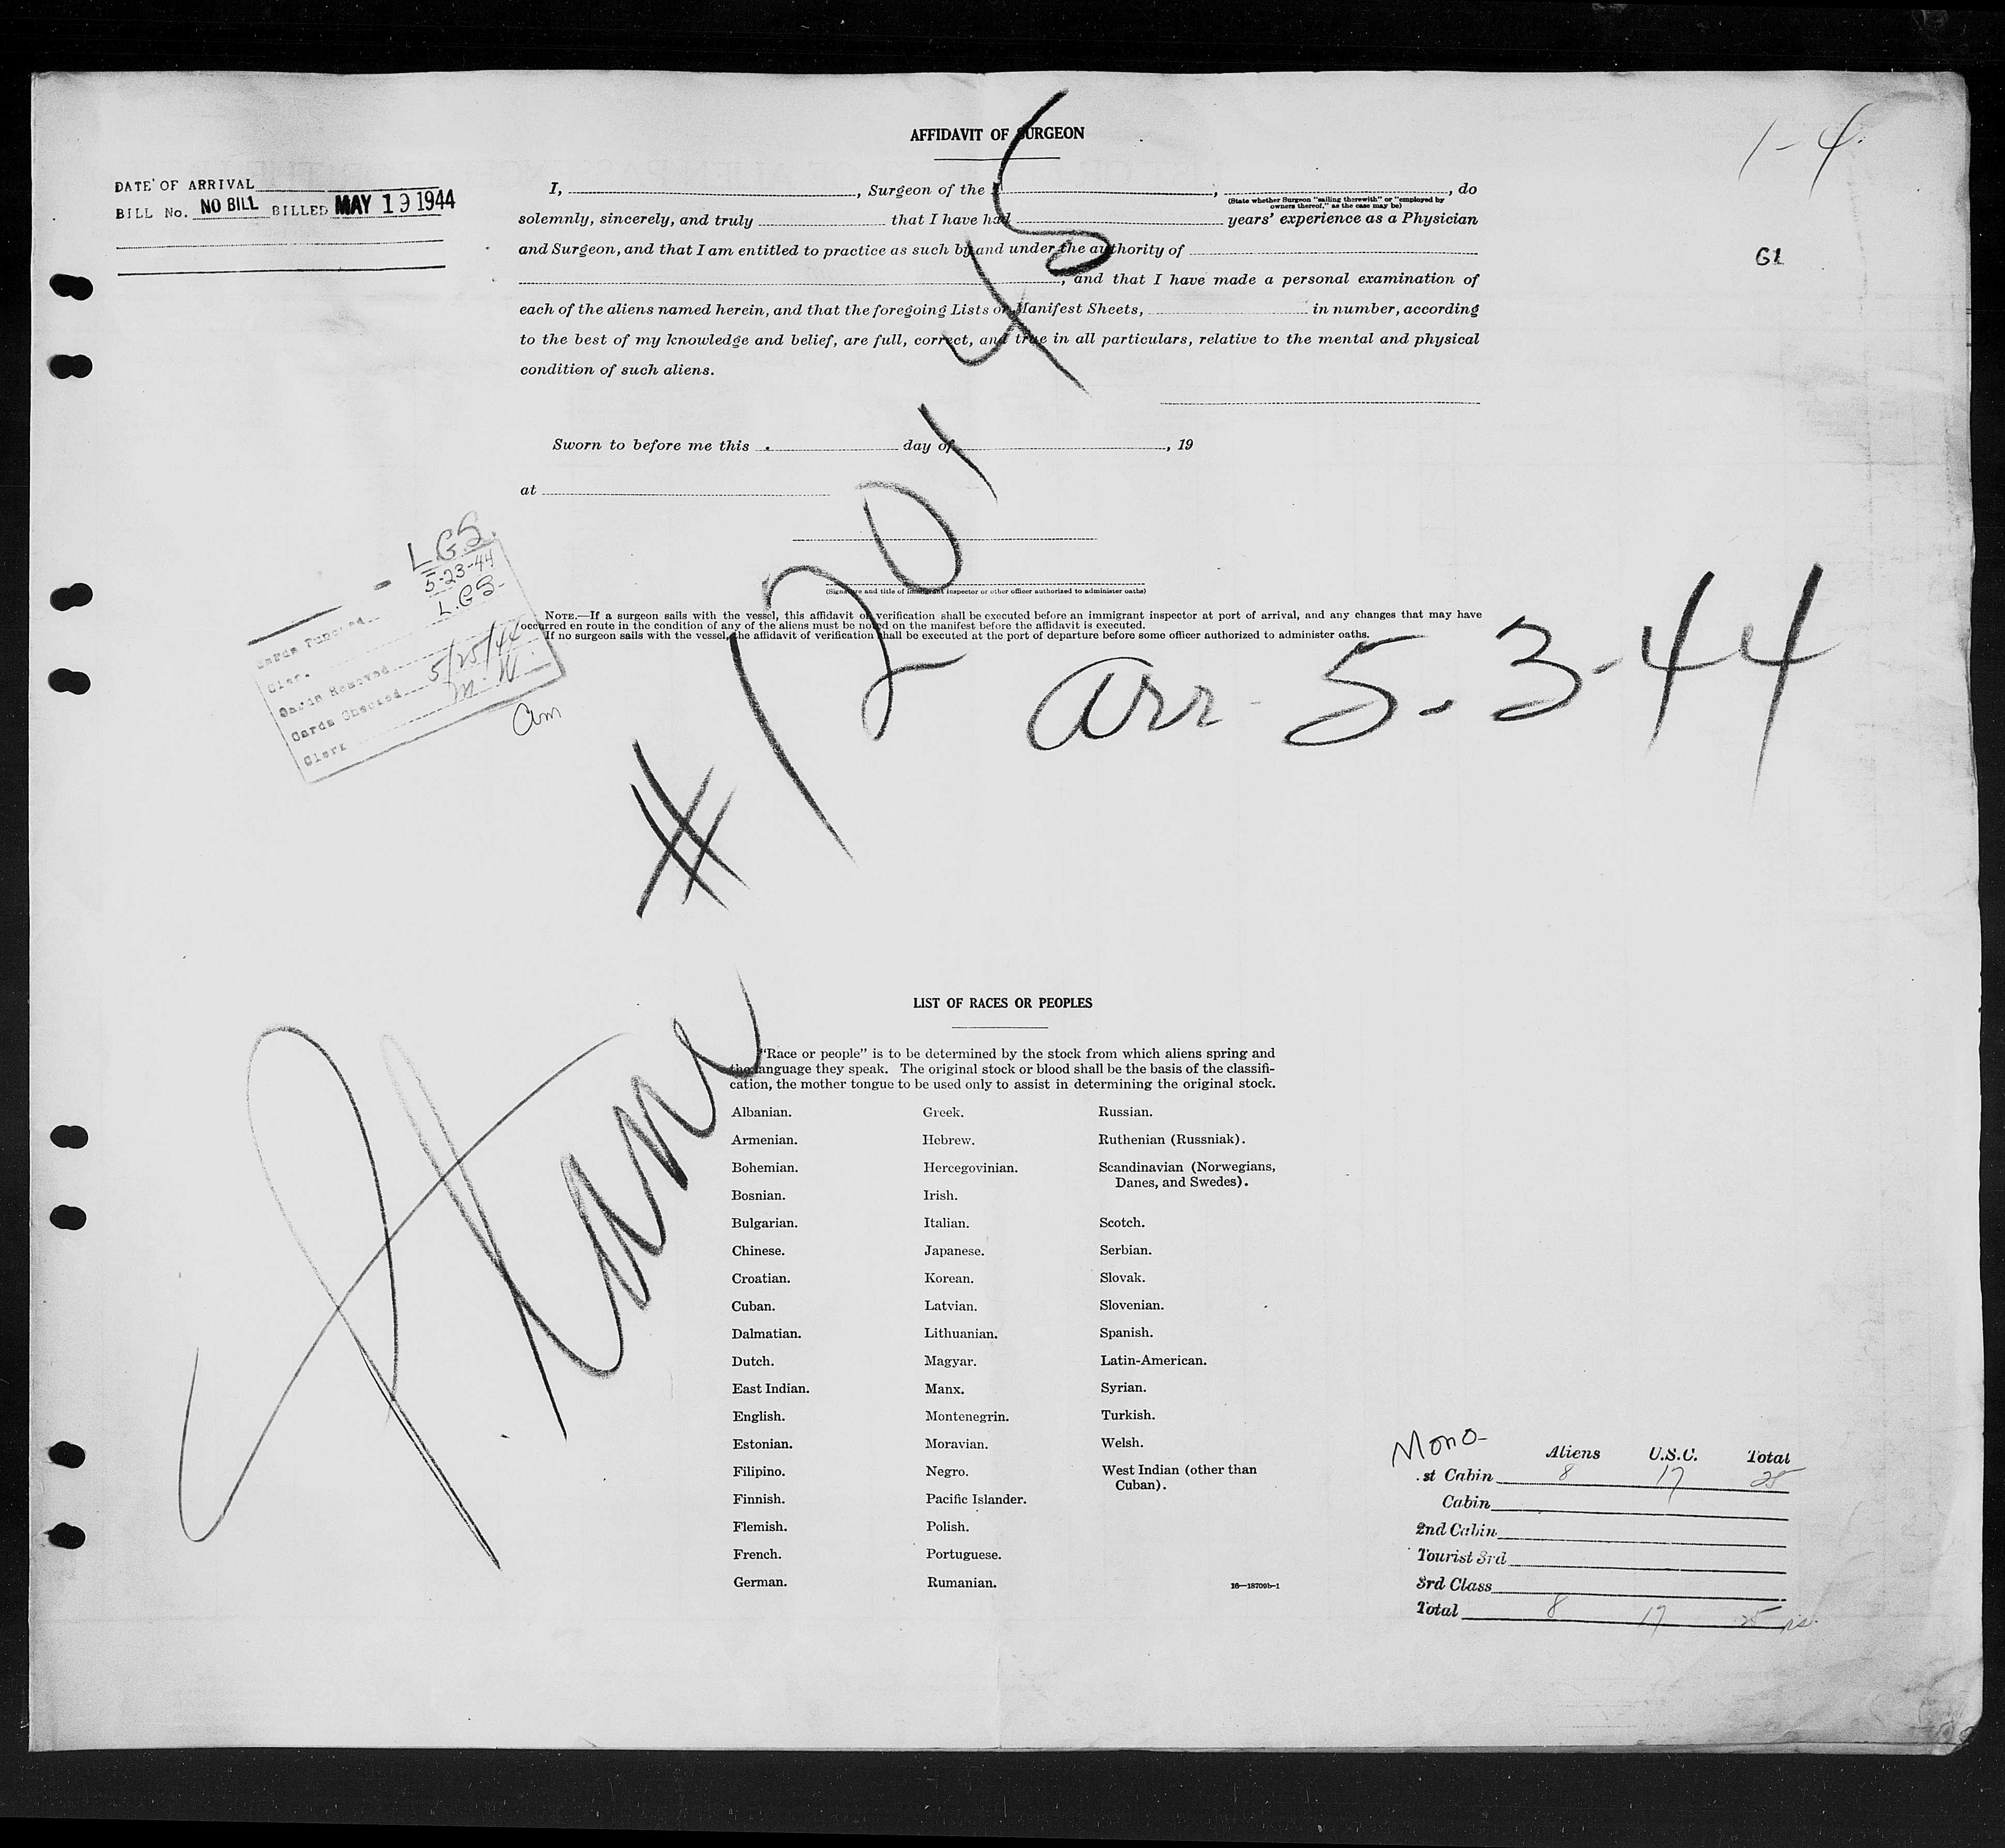 AFFIDAVIT OF SURGEON
1-4.
DATE OF ARRIVAL
BILL No. NO BILL BILLED MAY 19 1944
I, , Surgeon of the , , do
(State whether Surgeon "sailing therewith" or "employed by
owners thereof," as the case may be)
solemnly, sincerely, and truly that I have had years' experience as a Physician
and Surgeon, and that I am entitled to practice as such by and under the authority of
G1
, and that I have made a personal examination of
each of the aliens named herein, and that the foregoing Lists or Manifest Sheets, in number, according
to the best of my knowledge and belief, are full, correct, and true in all particulars, relative to the mental and physical
condition of such aliens.
Sworn to before me this day of , 19
at
(Signature and title of immigrant inspector or other officer authorized to administer oaths)
NOTE.—If a surgeon sails with the vessel, this affidavit of verification shall be executed before an immigrant inspector at port of arrival, and any changes that may have
occurred en route in the condition of any of the aliens must be noted on the manifest before the affidavit is executed.
If no surgeon sails with the vessel, the affidavit of verification shall be executed at the port of departure before some officer authorized to administer oaths.
L.G.S.
Cards Punched 5-23-44
Cler. L.G.S.
Cards Removed
Cards Checked 5/25/44
Clerk M.W.
am
#120145
arr - 5-3-44
Plane
LIST OF RACES OR PEOPLES
"Race or people" is to be determined by the stock from which aliens spring and
the language they speak. The original stock or blood shall be the basis of the classifi-
cation, the mother tongue to be used only to assist in determining the original stock.
Albanian. Greek. Russian.
Armenian. Hebrew. Ruthenian (Russniak).
Bohemian. Hercegovinian. Scandinavian (Norwegians,
Danes, and Swedes).
Bosnian. Irish.
Bulgarian. Italian. Scotch.
Chinese. Japanese. Serbian.
Croatian. Korean. Slovak.
Cuban. Latvian. Slovenian.
Dalmatian. Lithuanian. Spanish.
Dutch. Magyar. Latin-American.
East Indian. Manx. Syrian.
English. Montenegrin. Turkish.
Estonian. Moravian. Welsh.
Filipino. Negro. West Indian (other than
Cuban).
Finnish. Pacific Islander.
Flemish. Polish.
French. Portuguese.
German. Rumanian.
16—18709b-1
Mono-
Aliens U.S.C. Total
st Cabin 8 17 25
Cabin
2nd Cabin
Tourist 3rd
3rd Class
Total 8 17 25